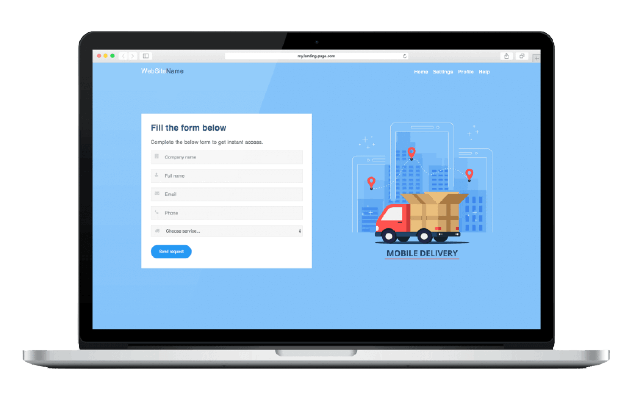 my.landing.page.com
WebSiteName
Home Settings Profile Help
Fill the form below
Complete the below form to get instant access.
Company name
Full name
Email
Phone
Choose service...
Send request
MOBILE DELIVERY